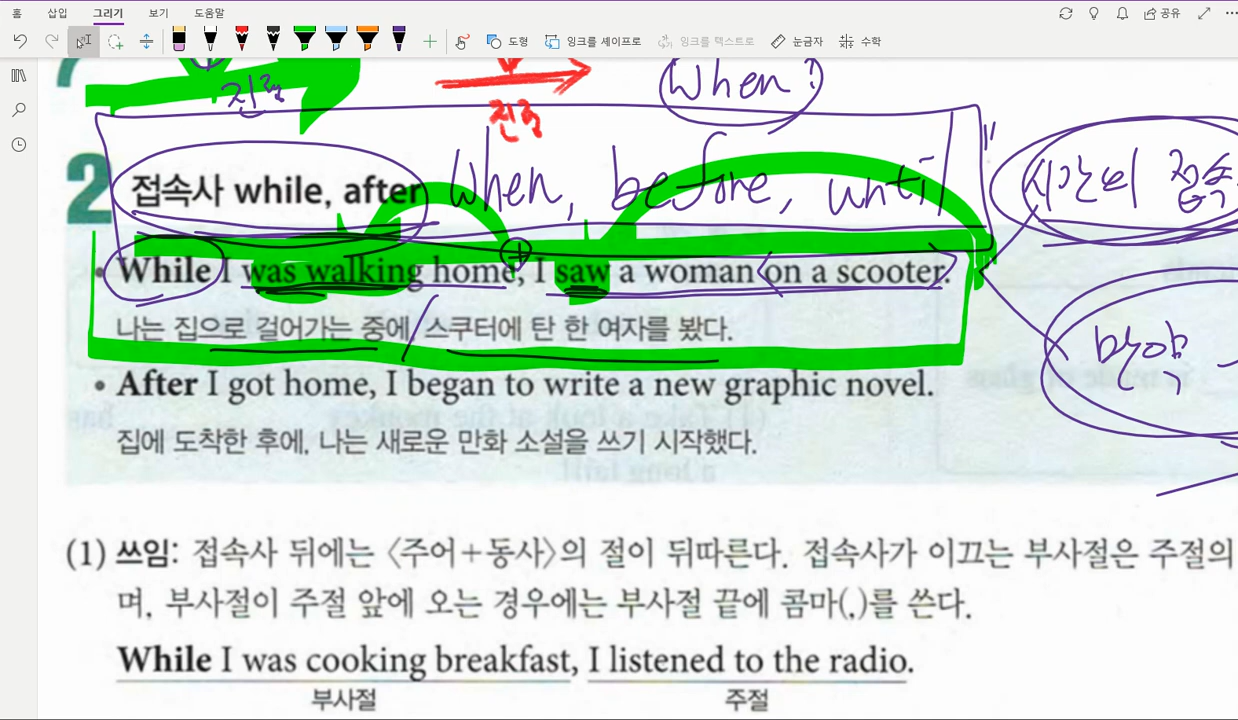 홈 삽입 그리기 보기 도움말 공유
도형 잉크를 셰이프로 잉크를 텍스트로 눈금자 수학
진행 진행 When?
2 접속사 while, after When, before, until 시간의 접속
• While I was walking home, I saw a woman on a scooter.
나는 집으로 걸어가는 중에 / 스쿠터에 탄 한 여자를 봤다.
• After I got home, I began to write a new graphic novel.
집에 도착한 후에, 나는 새로운 만화 소설을 쓰기 시작했다.
(1) 쓰임: 접속사 뒤에는 〈주어+동사〉의 절이 뒤따른다. 접속사가 이끄는 부사절은 주절의
며, 부사절이 주절 앞에 오는 경우에는 부사절 끝에 콤마(,)를 쓴다.
While I was cooking breakfast, I listened to the radio.
부사절 주절